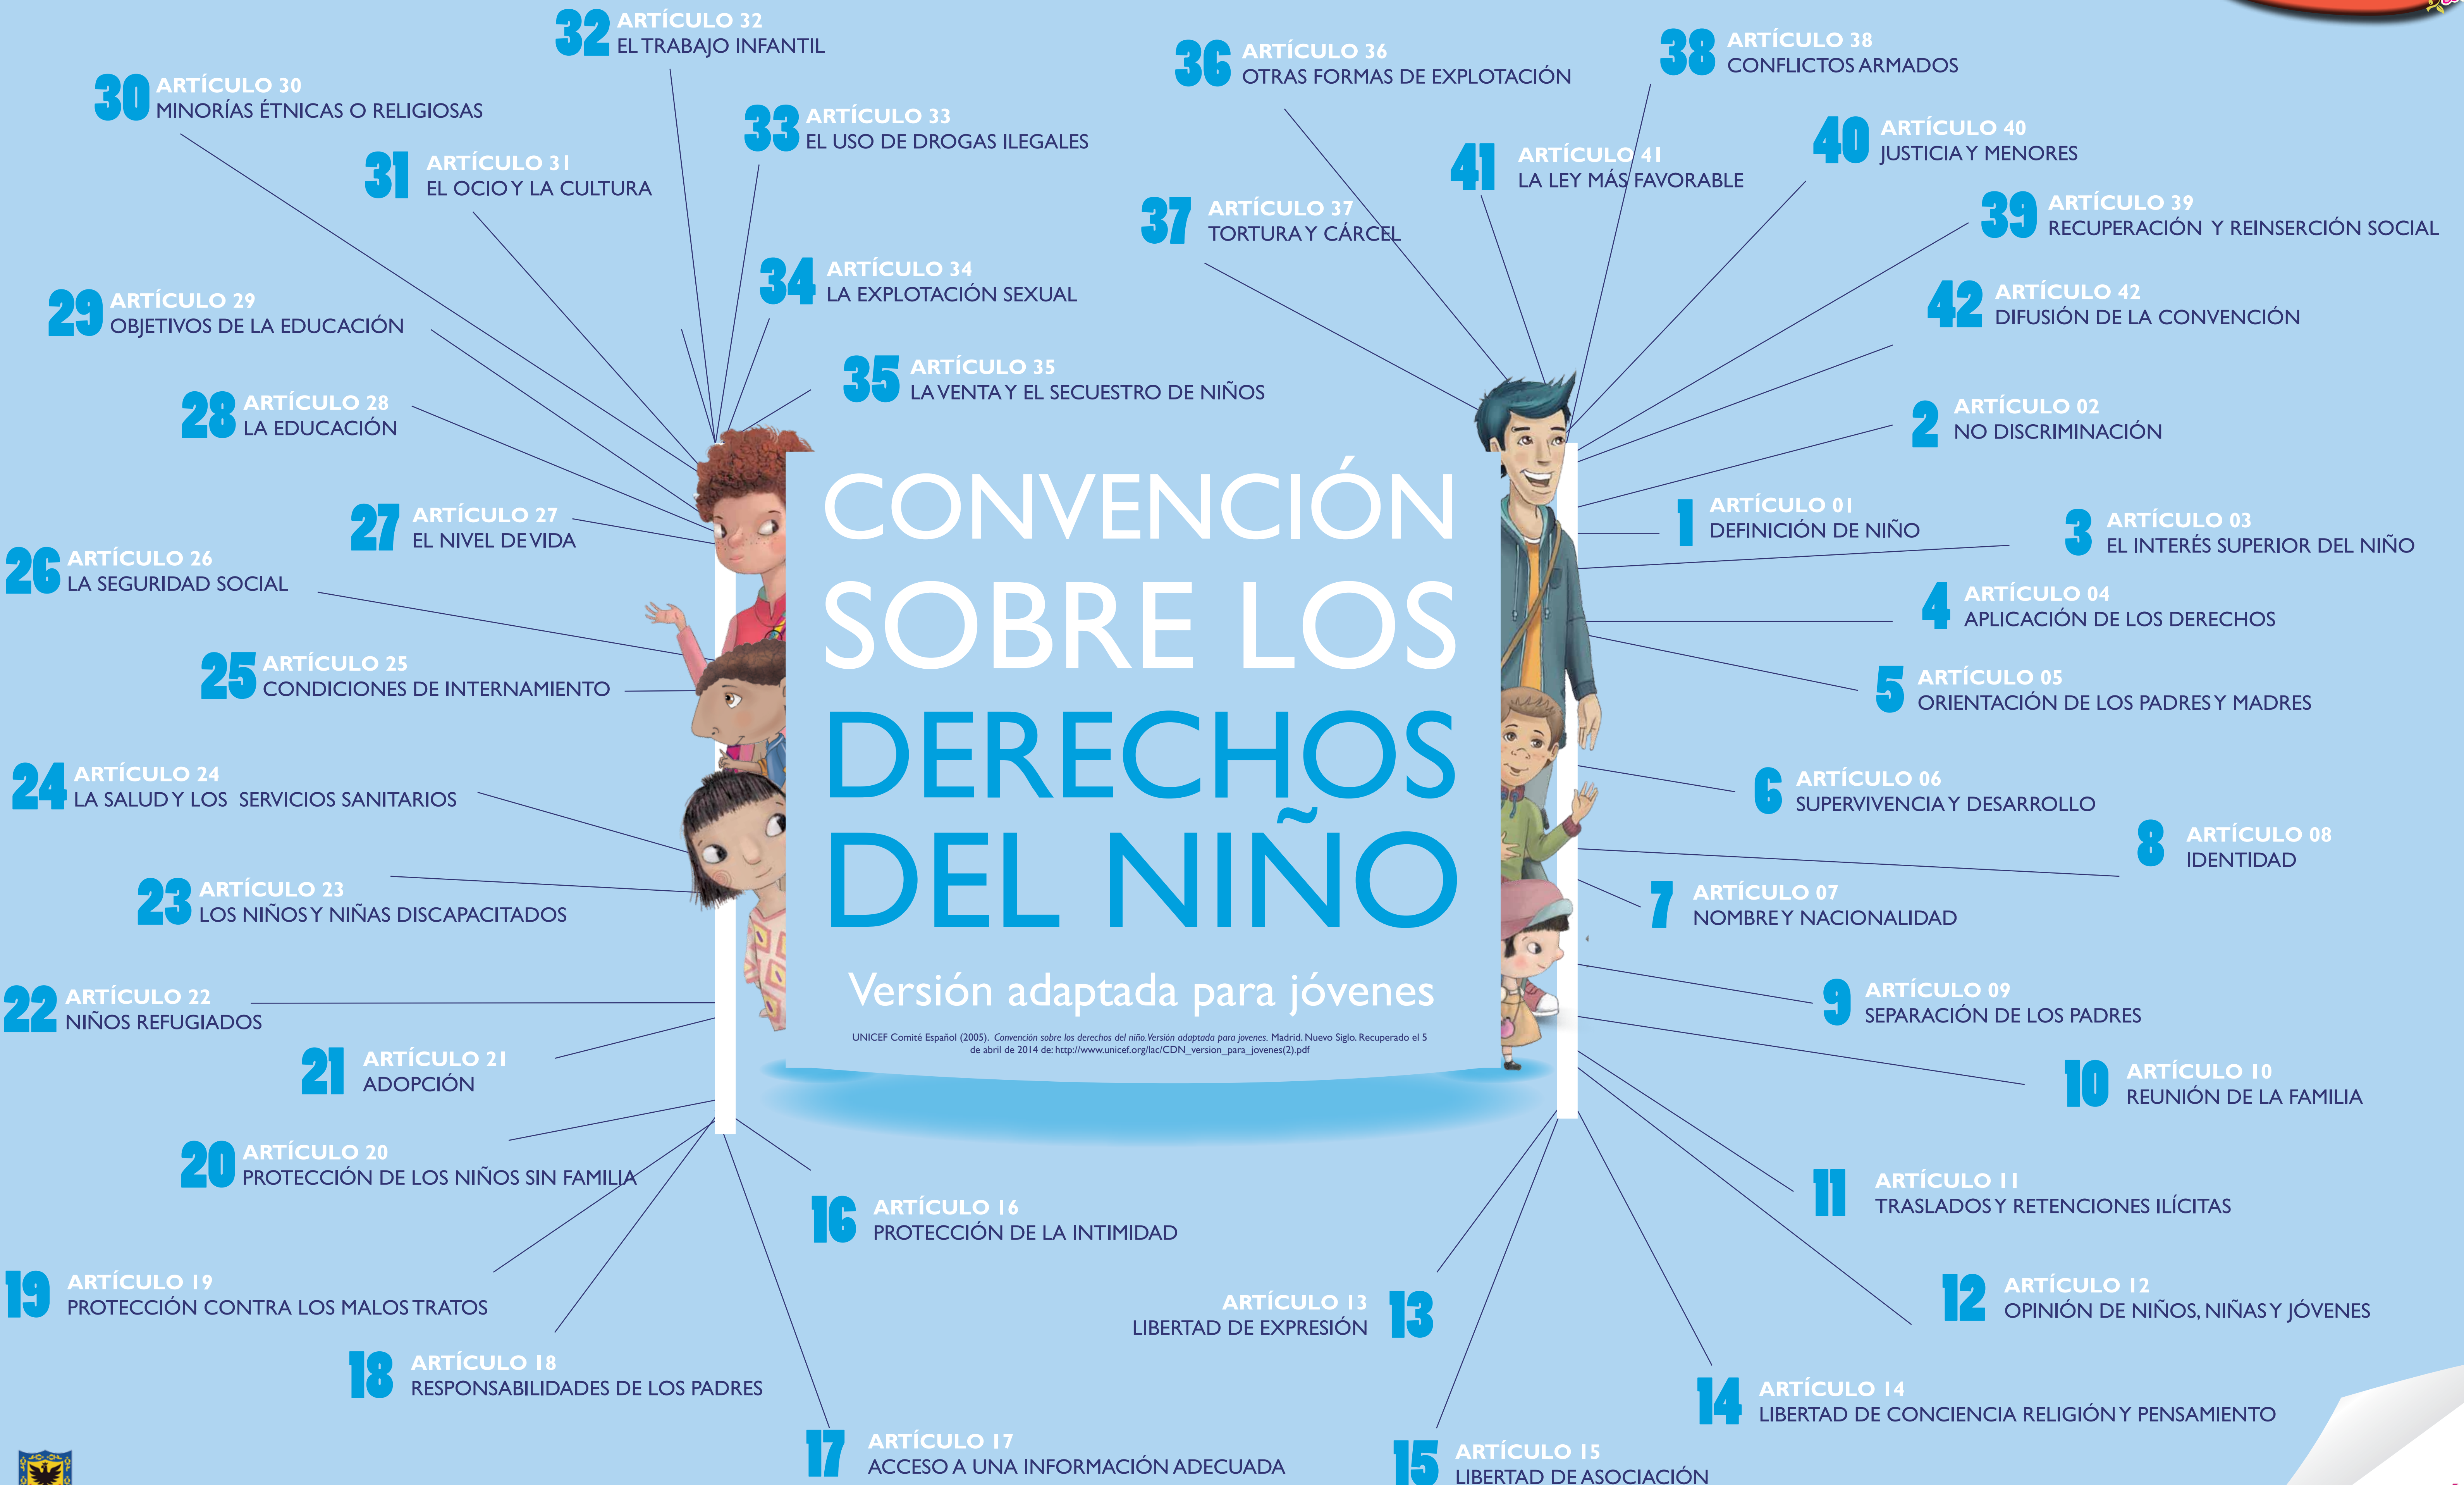 32 ARTÍCULO 32
EL TRABAJO INFANTIL
36 ARTÍCULO 36
OTRAS FORMAS DE EXPLOTACIÓN
38 ARTÍCULO 38
CONFLICTOS ARMADOS
30 ARTÍCULO 30
MINORÍAS ÉTNICAS O RELIGIOSAS
33 ARTÍCULO 33
EL USO DE DROGAS ILEGALES
40 ARTÍCULO 40
JUSTICIA Y MENORES
31 ARTÍCULO 31
EL OCIO Y LA CULTURA
41 ARTÍCULO 41
LA LEY MÁS FAVORABLE
37 ARTÍCULO 37
TORTURA Y CÁRCEL
39 ARTÍCULO 39
RECUPERACIÓN Y REINSERCIÓN SOCIAL
34 ARTÍCULO 34
LA EXPLOTACIÓN SEXUAL
29 ARTÍCULO 29
OBJETIVOS DE LA EDUCACIÓN
42 ARTÍCULO 42
DIFUSIÓN DE LA CONVENCIÓN
35 ARTÍCULO 35
LA VENTA Y EL SECUESTRO DE NIÑOS
28 ARTÍCULO 28
LA EDUCACIÓN
2 ARTÍCULO 02
NO DISCRIMINACIÓN
27 ARTÍCULO 27
EL NIVEL DE VIDA
1 ARTÍCULO 01
DEFINICIÓN DE NIÑO
3 ARTÍCULO 03
EL INTERÉS SUPERIOR DEL NIÑO
26 ARTÍCULO 26
LA SEGURIDAD SOCIAL
4 ARTÍCULO 04
APLICACIÓN DE LOS DERECHOS
25 ARTÍCULO 25
CONDICIONES DE INTERNAMIENTO
5 ARTÍCULO 05
ORIENTACIÓN DE LOS PADRES Y MADRES
CONVENCIÓN
SOBRE LOS
DERECHOS
DEL NIÑO
Versión adaptada para jóvenes
UNICEF Comité Español (2005). Convención sobre los derechos del niño. Versión adaptada para jovenes. Madrid. Nuevo Siglo. Recuperado el 5
de abril de 2014 de: http://www.unicef.org/lac/CDN_version_para_jovenes(2).pdf
24 ARTÍCULO 24
LA SALUD Y LOS SERVICIOS SANITARIOS
6 ARTÍCULO 06
SUPERVIVENCIA Y DESARROLLO
8 ARTÍCULO 08
IDENTIDAD
23 ARTÍCULO 23
LOS NIÑOS Y NIÑAS DISCAPACITADOS
7 ARTÍCULO 07
NOMBRE Y NACIONALIDAD
22 ARTÍCULO 22
NIÑOS REFUGIADOS
9 ARTÍCULO 09
SEPARACIÓN DE LOS PADRES
21 ARTÍCULO 21
ADOPCIÓN
10 ARTÍCULO 10
REUNIÓN DE LA FAMILIA
20 ARTÍCULO 20
PROTECCIÓN DE LOS NIÑOS SIN FAMILIA
11 ARTÍCULO 11
TRASLADOS Y RETENCIONES ILÍCITAS
16 ARTÍCULO 16
PROTECCIÓN DE LA INTIMIDAD
19 ARTÍCULO 19
PROTECCIÓN CONTRA LOS MALOS TRATOS
12 ARTÍCULO 12
OPINIÓN DE NIÑOS, NIÑAS Y JÓVENES
ARTÍCULO 13 13
LIBERTAD DE EXPRESIÓN
18 ARTÍCULO 18
RESPONSABILIDADES DE LOS PADRES
14 ARTÍCULO 14
LIBERTAD DE CONCIENCIA RELIGIÓN Y PENSAMIENTO
17 ARTÍCULO 17
ACCESO A UNA INFORMACIÓN ADECUADA
15 ARTÍCULO 15
LIBERTAD DE ASOCIACIÓN